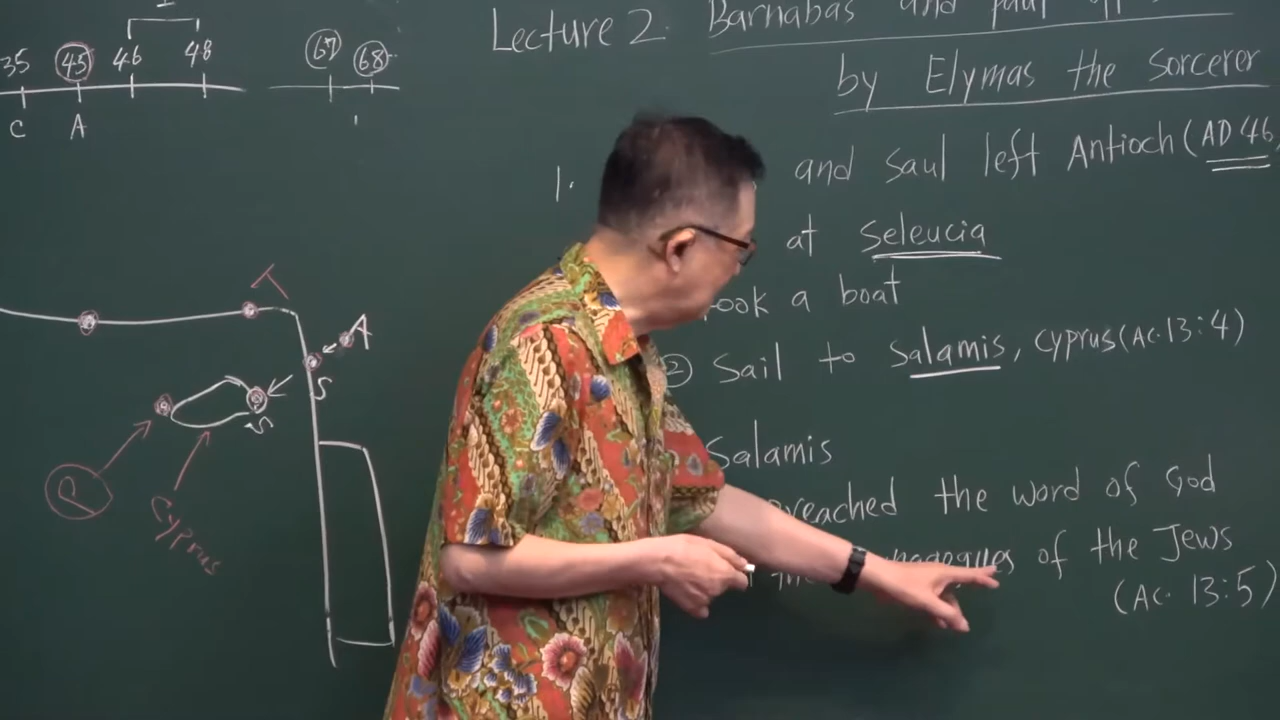 I
35 45 46 48 67 68
C A
T
A
S
S
P
Cyprus
Lecture 2. Barnabas and Paul
by Elymas the Sorcerer
1. and Saul left Antioch (AD 46
at Seleucia
took a boat
② Sail to Salamis, Cyprus (Ac. 13:4)
Salamis
preached the word of God
synagogues of the Jews
(Ac. 13:5)